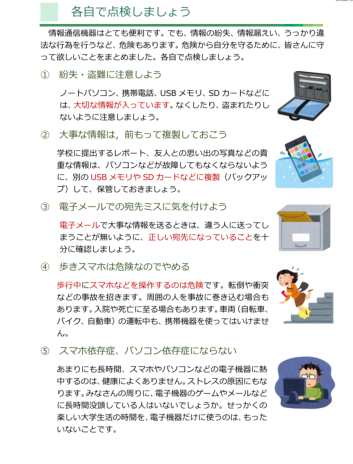 各自で点検しましょう
情報通信機器はとても便利です。でも、情報の紛失、情報漏えい、うっかり違
法な行為を行うなど、危険もあります。危険から自分を守るために、皆さんに守
って欲しいことをまとめました。各自で点検しましょう。
① 紛失・盗難に注意しよう
ノートパソコン、携帯電話、USB メモリ、SD カードなどに
は、大切な情報が入っています。なくしたり、盗まれたりし
ないように注意しましょう。
② 大事な情報は，前もって複製しておこう
学校に提出するレポート、友人との思い出の写真などの貴
重な情報は、パソコンなどが故障してもなくならないよう
に、別の USB メモリや SD カードなどに複製（バックアッ
プ）して、保管しておきましょう。
③ 電子メールでの宛先ミスに気を付けよう
電子メールで大事な情報を送るときは、違う人に送ってし
まうことが無いように、正しい宛先になっていることを十
分に確認しましょう。
④ 歩きスマホは危険なのでやめる
歩行中にスマホなどを操作するのは危険です。転倒や衝突
などの事故を招きます。周囲の人を事故に巻き込む場合も
あります。入院や死亡に至る場合もあります。車両（自転車、
バイク、自動車）の運転中も、携帯機器を使ってはいけませ
ん。
⑤ スマホ依存症、パソコン依存症にならない
あまりにも長時間、スマホやパソコンなどの電子機器に熱
中するのは、健康によくありません。ストレスの原因にもな
ります。みなさんの周りに、電子機器のゲームやメールなど
に長時間没頭している人はいないでしょうか。せっかくの
楽しい大学生活の時間を、電子機器だけに使うのは、もった
いないことです。